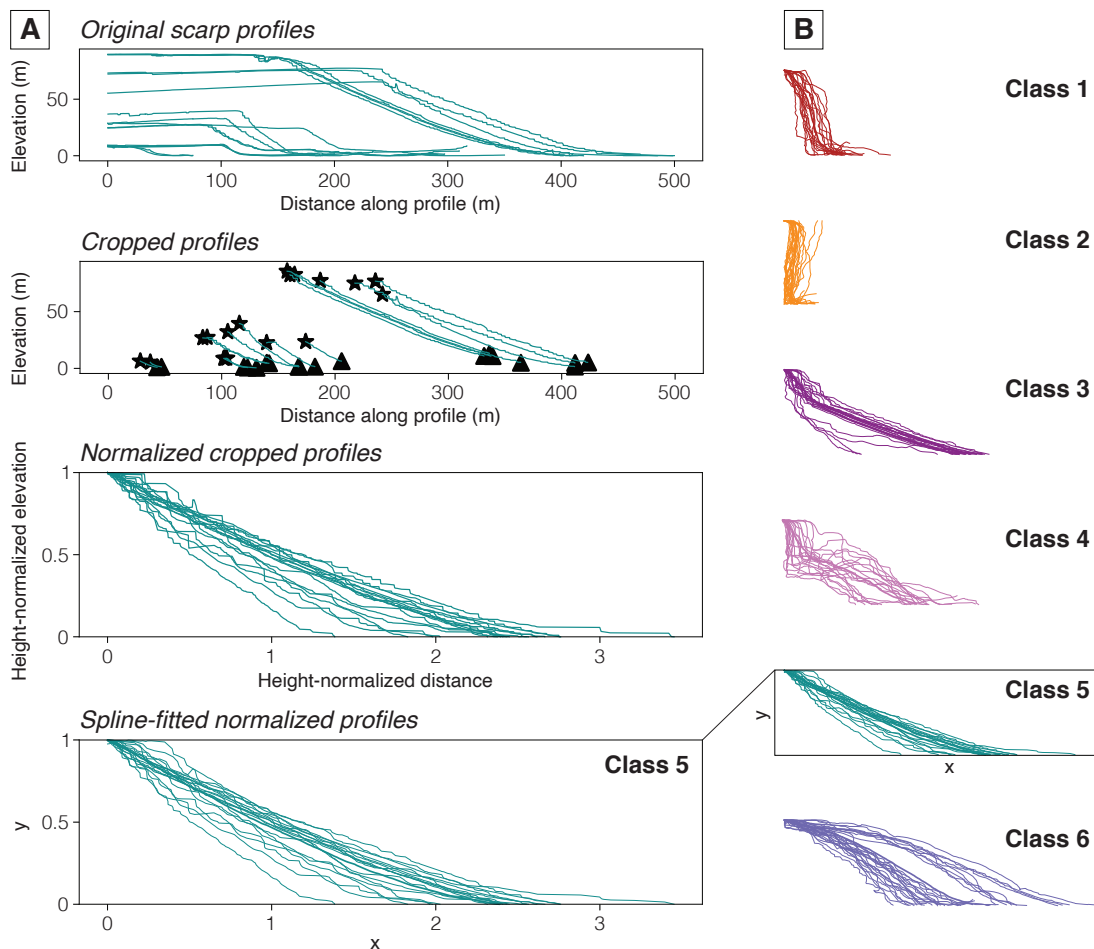 A
Original scarp profiles
Elevation (m)
50
0
0 100 200 300 400 500
Distance along profile (m)
Cropped profiles
Elevation (m)
50
0
0 100 200 300 400 500
Distance along profile (m)
Normalized cropped profiles
Height-normalized elevation
1
0.5
0
0 1 2 3
Height-normalized distance
Spline-fitted normalized profiles
Class 5
y
1
0.5
0
0 1 2 3
x
B
Class 1
Class 2
Class 3
Class 4
Class 5
y
x
Class 6